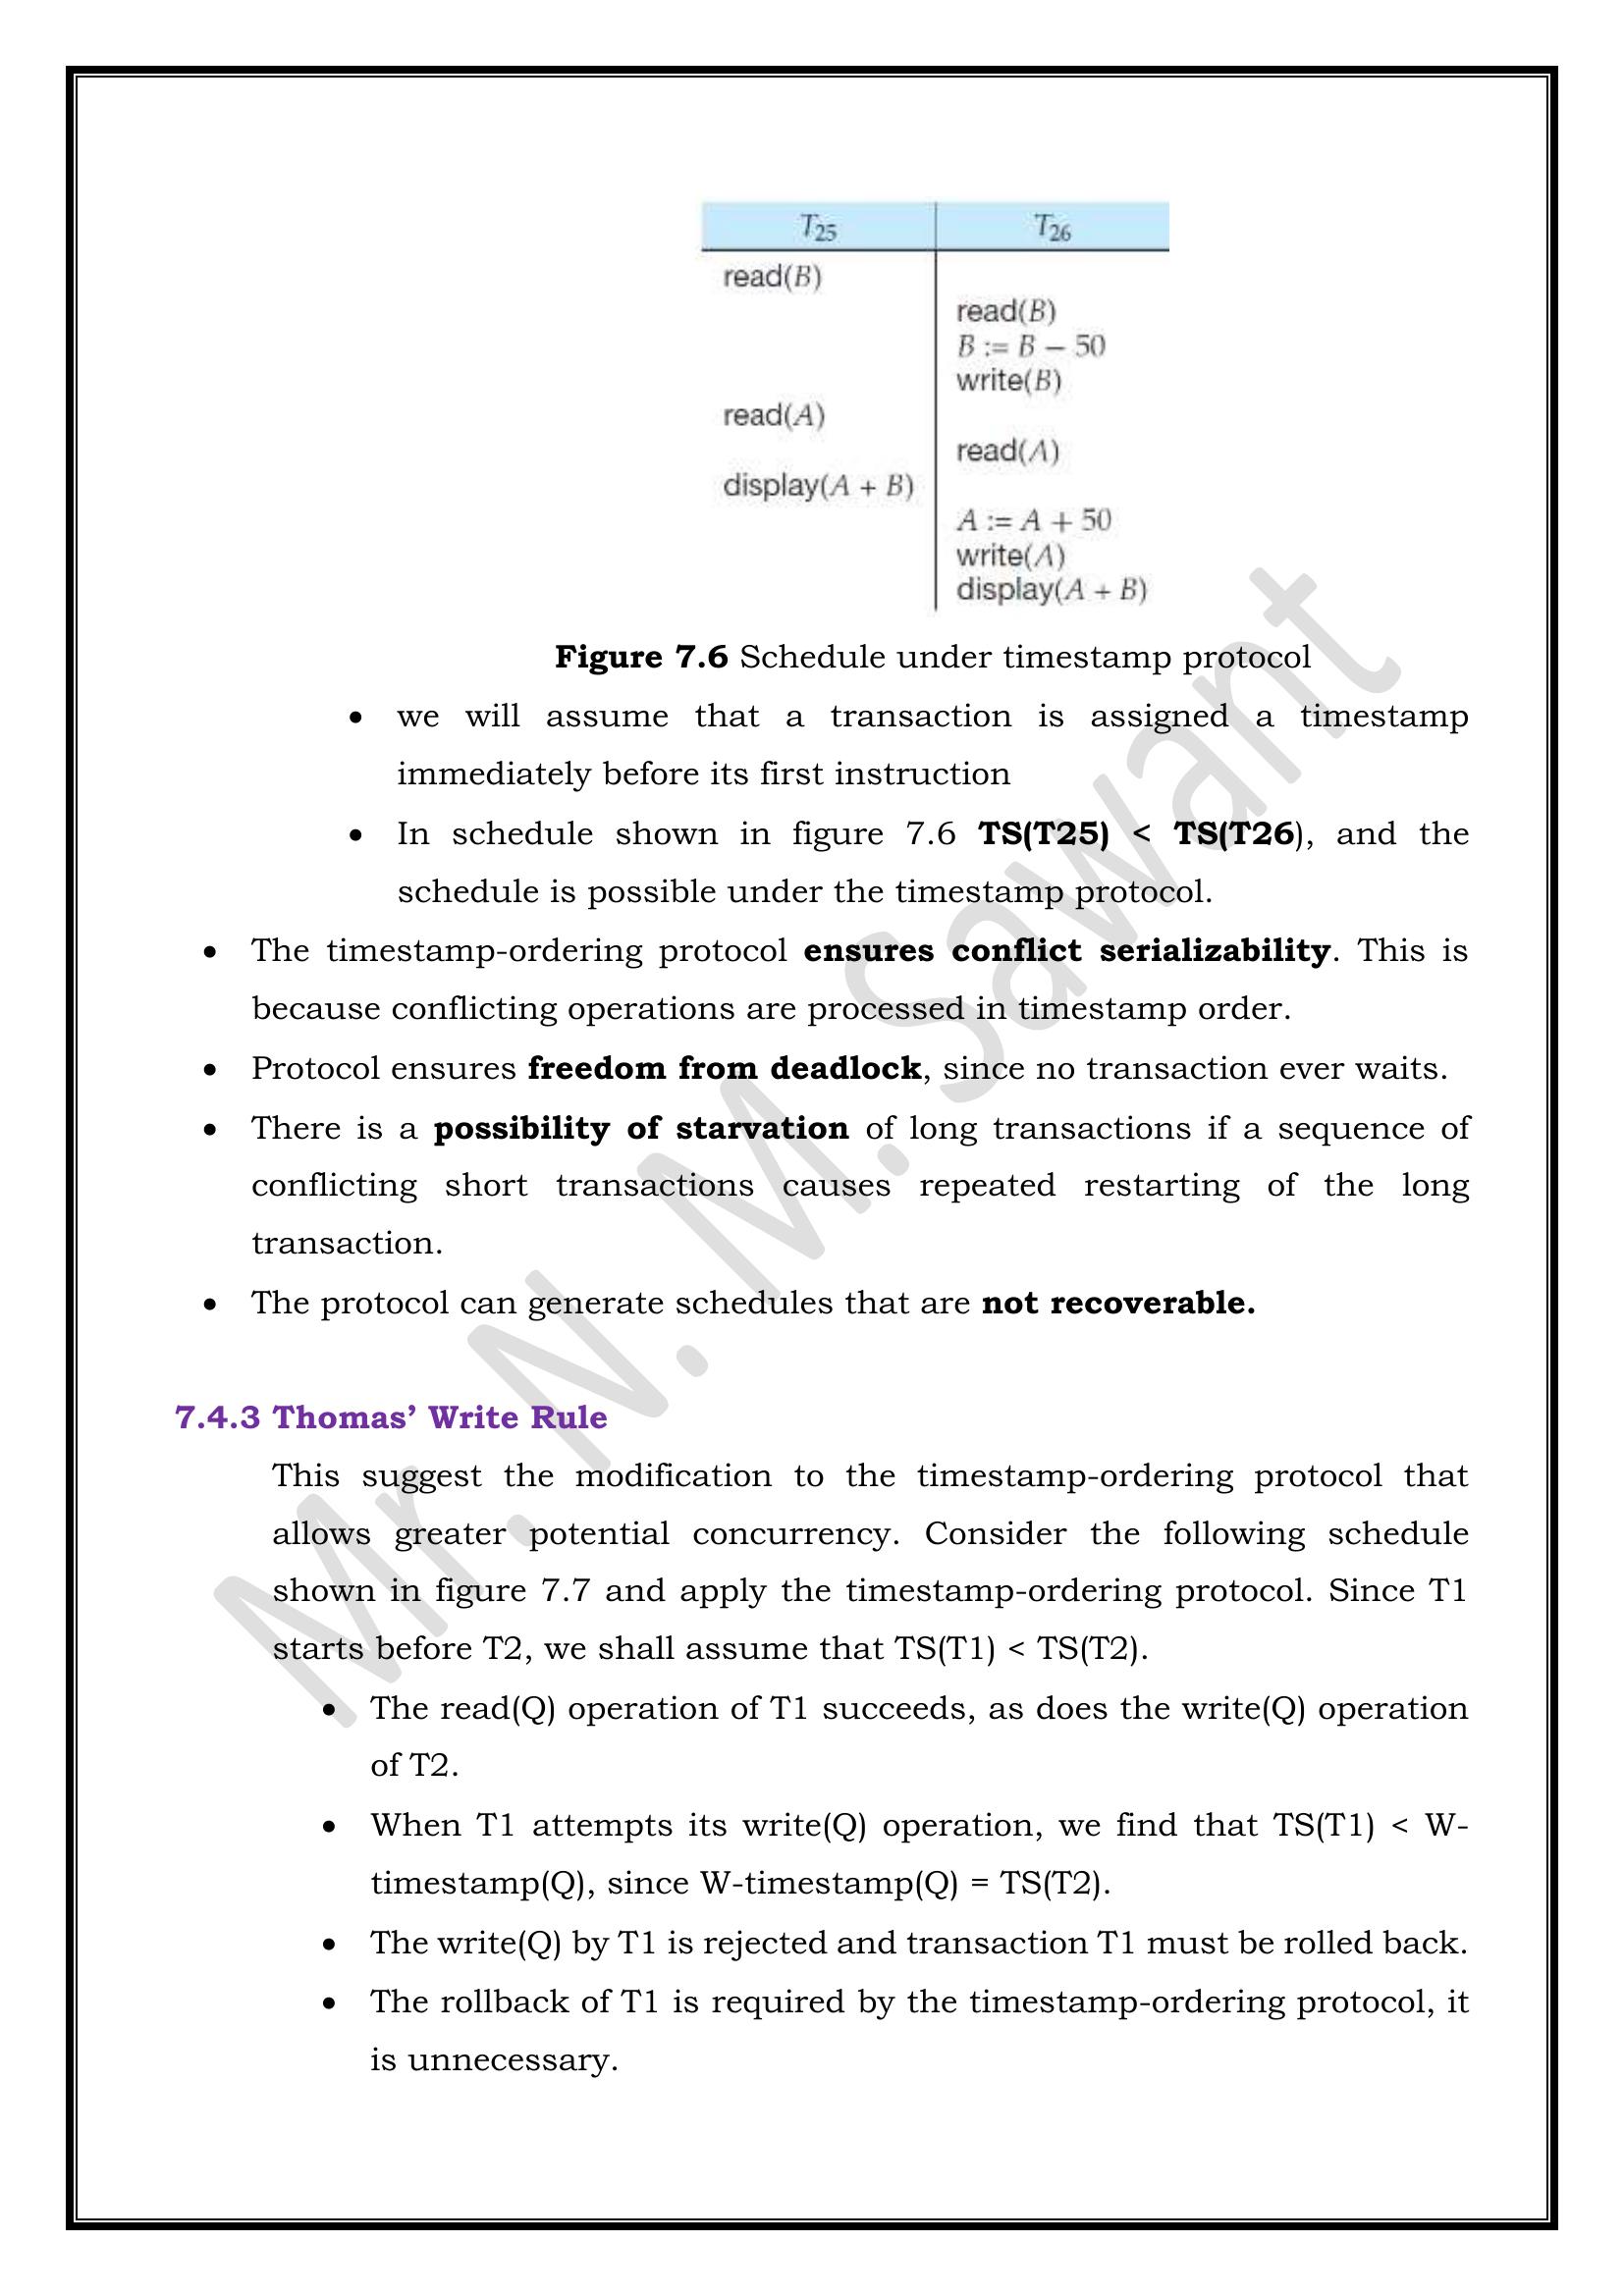 T25 T26
read(B)
read(B)
B := B − 50
write(B)
read(A)
read(A)
display(A + B)
A := A + 50
write(A)
display(A + B)
Figure 7.6 Schedule under timestamp protocol
• we will assume that a transaction is assigned a timestamp
immediately before its first instruction
• In schedule shown in figure 7.6 TS(T25) < TS(T26), and the
schedule is possible under the timestamp protocol.
• The timestamp-ordering protocol ensures conflict serializability. This is
because conflicting operations are processed in timestamp order.
• Protocol ensures freedom from deadlock, since no transaction ever waits.
• There is a possibility of starvation of long transactions if a sequence of
conflicting short transactions causes repeated restarting of the long
transaction.
• The protocol can generate schedules that are not recoverable.
7.4.3 Thomas’ Write Rule
This suggest the modification to the timestamp-ordering protocol that
allows greater potential concurrency. Consider the following schedule
shown in figure 7.7 and apply the timestamp-ordering protocol. Since T1
starts before T2, we shall assume that TS(T1) < TS(T2).
• The read(Q) operation of T1 succeeds, as does the write(Q) operation
of T2.
• When T1 attempts its write(Q) operation, we find that TS(T1) < W-
timestamp(Q), since W-timestamp(Q) = TS(T2).
• The write(Q) by T1 is rejected and transaction T1 must be rolled back.
• The rollback of T1 is required by the timestamp-ordering protocol, it
is unnecessary.
Mr. N. M. Sawant